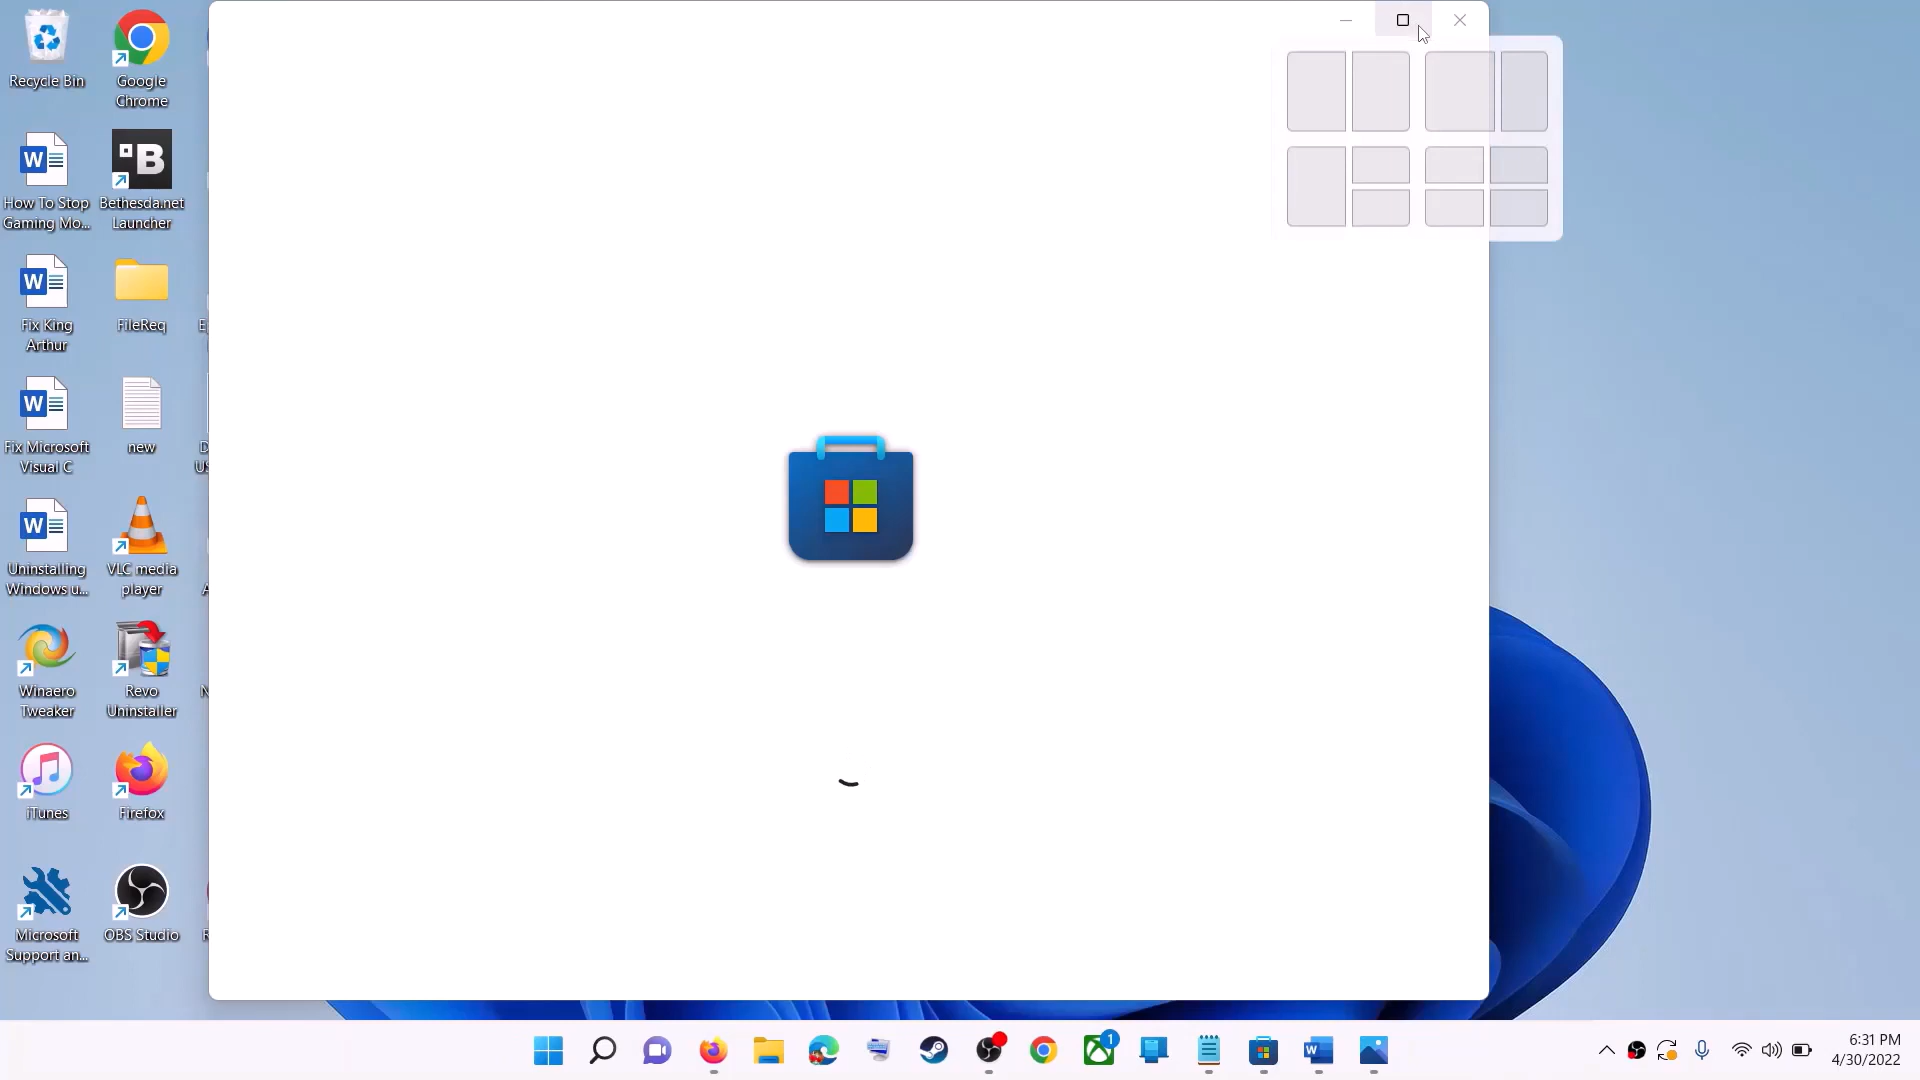 Recycle Bin
Google
Chrome
How To Stop
Gaming Mo...
Bethesda.net
Launcher
Fix King
Arthur
FileReq
Fix Microsoft
Visual C
new
Uninstalling
Windows u...
VLC media
player
Winaero
Tweaker
Revo
Uninstaller
iTunes
Firefox
Microsoft
Support an...
OBS Studio
1
6:31 PM
4/30/2022